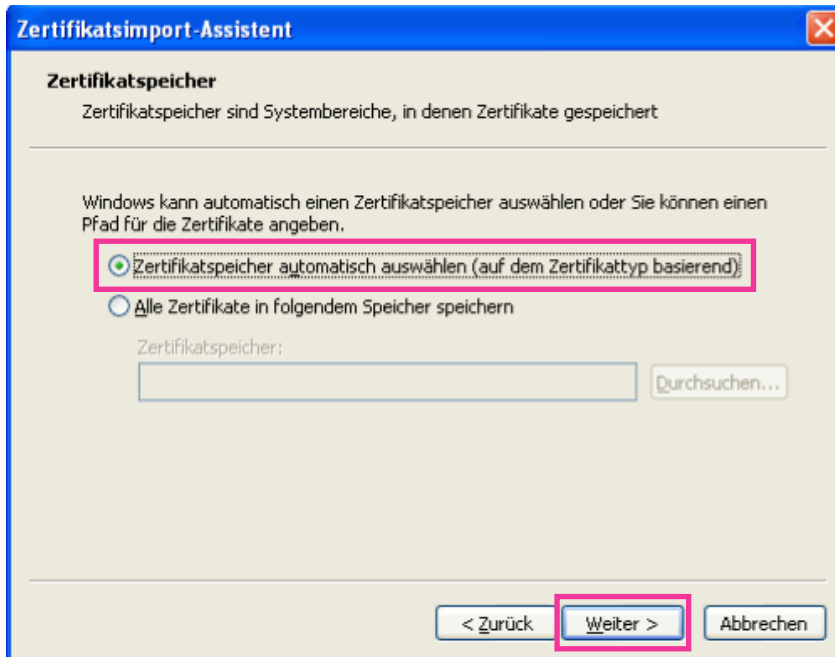 Zertifikatsimport-Assistent
Zertifikatspeicher
Zertifikatspeicher sind Systembereiche, in denen Zertifikate gespeichert
Windows kann automatisch einen Zertifikatspeicher auswählen oder Sie können einen
Pfad für die Zertifikate angeben.
Zertifikatspeicher automatisch auswählen (auf dem Zertifikattyp basierend)
Alle Zertifikate in folgendem Speicher speichern
Zertifikatspeicher:
Durchsuchen...
< Zurück Weiter > Abbrechen